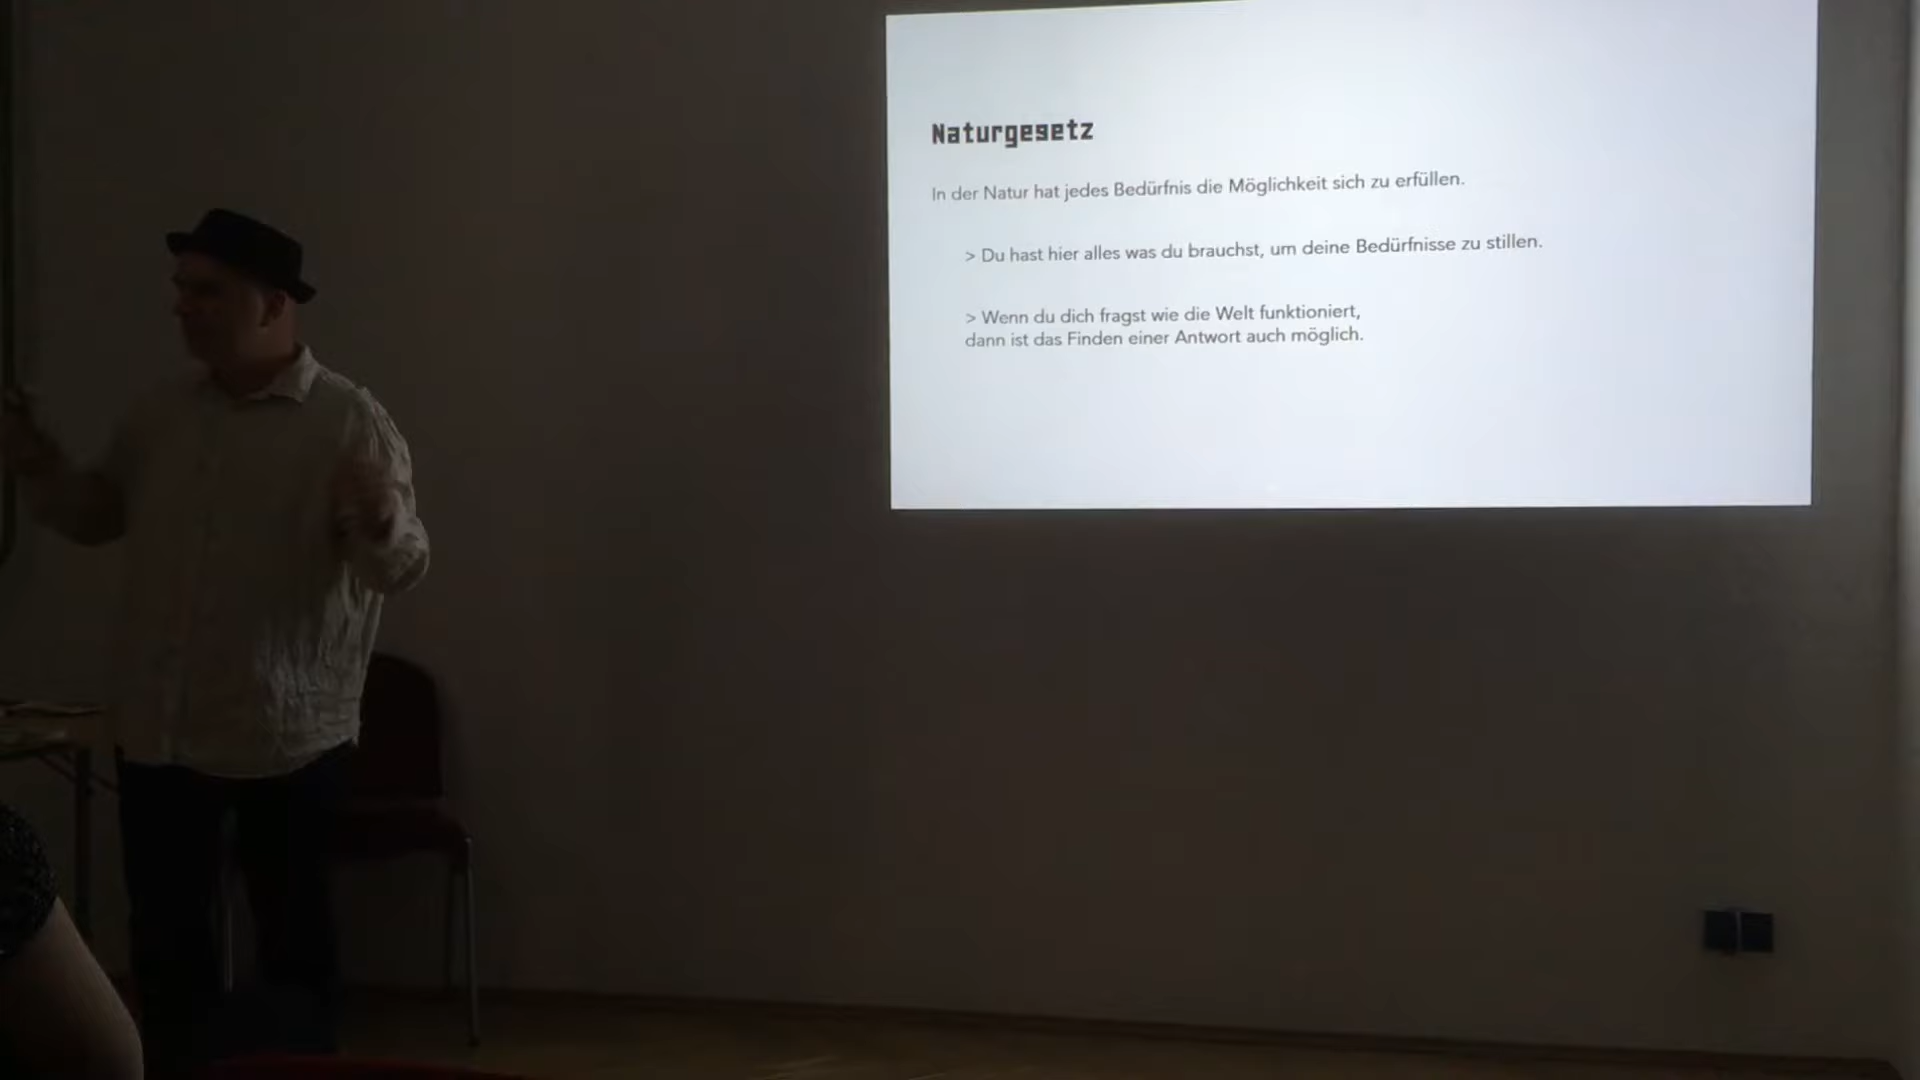 Naturgesetz
In der Natur hat jedes Bedürfnis die Möglichkeit sich zu erfüllen.
> Du hast hier alles was du brauchst, um deine Bedürfnisse zu stillen.
> Wenn du dich fragst wie die Welt funktioniert,
dann ist das Finden einer Antwort auch möglich.